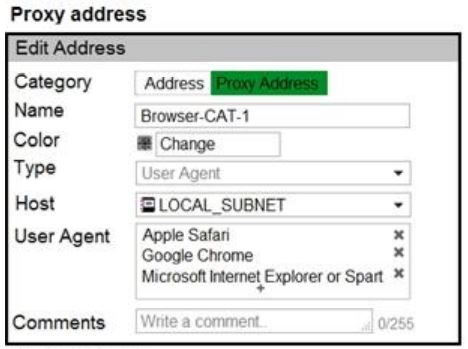 Proxy address
Edit Address
Category Address Proxy Address
Name Browser-CAT-1
Color Change
Type User Agent
Host LOCAL_SUBNET
User Agent Apple Safari
Google Chrome
Microsoft Internet Explorer or Spart
Comments Write a comment.. 0/255